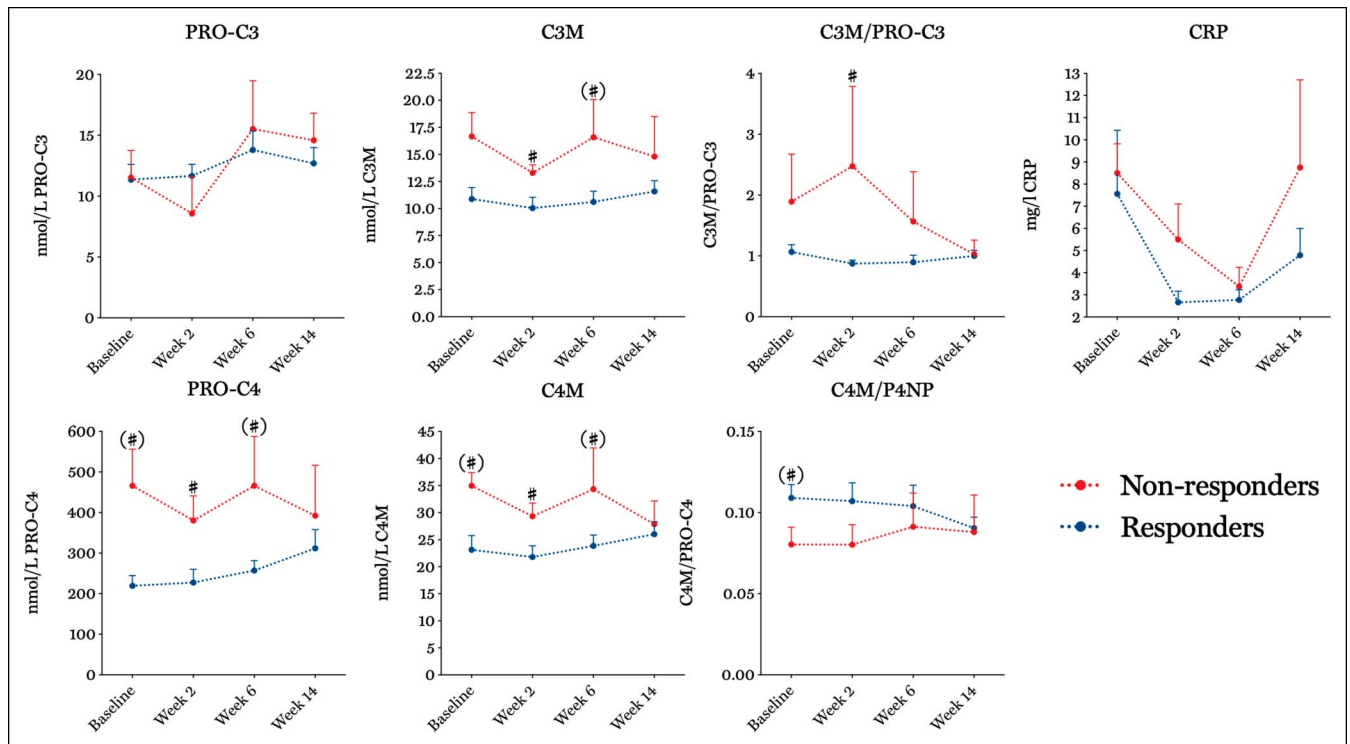 PRO-C3
nmol/L PRO-C3
20
15
10
5
0
Baseline
Week 2
Week 6
Week 14
C3M
nmol/L C3M
22.5
20.0
17.5
15.0
12.5
10.0
7.5
5.0
2.5
0.0
(#)
#
Baseline
Week 2
Week 6
Week 14
C3M/PRO-C3
C3M/PRO-C3
4
3
2
1
0
#
Baseline
Week 2
Week 6
Week 14
CRP
mg/l CRP
13
12
11
10
9
8
7
6
5
4
3
2
Baseline
Week 2
Week 6
Week 14
PRO-C4
nmol/L PRO-C4
600
500
400
300
200
100
0
(#)
#
(#)
Baseline
Week 2
Week 6
Week 14
C4M
nmol/L C4M
45
40
35
30
25
20
15
10
5
0
(#)
#
(#)
Baseline
Week 2
Week 6
Week 14
C4M/P4NP
C4M/PRO-C4
0.15
0.10
0.05
0.00
(#)
Baseline
Week 2
Week 6
Week 14
Non-responders
Responders